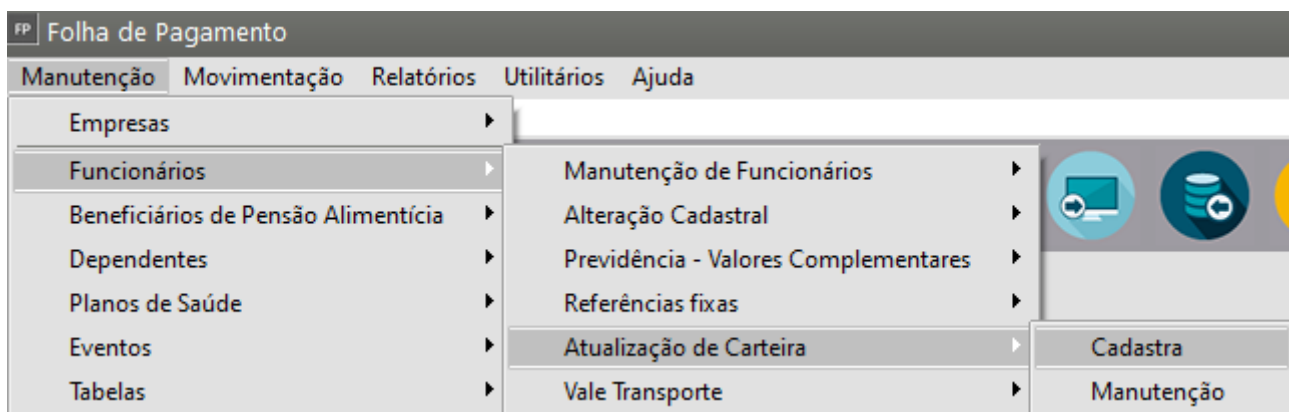 FP Folha de Pagamento
Manutenção Movimentação Relatórios Utilitários Ajuda
Empresas
Funcionários
Beneficiários de Pensão Alimentícia
Dependentes
Planos de Saúde
Eventos
Tabelas
Manutenção de Funcionários
Alteração Cadastral
Previdência - Valores Complementares
Referências fixas
Atualização de Carteira
Vale Transporte
Cadastra
Manutenção